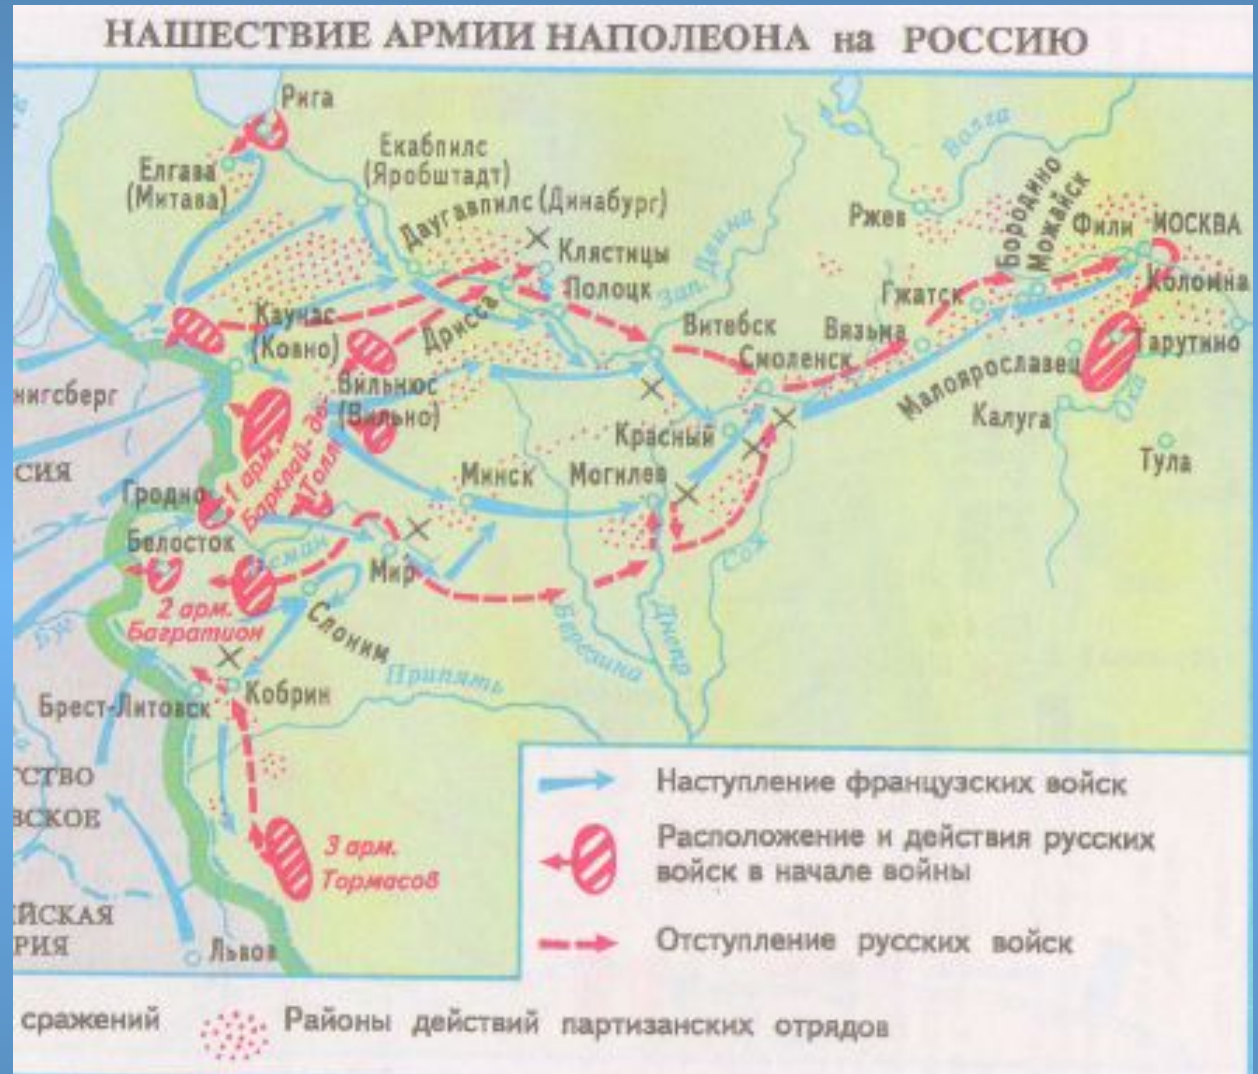 НАШЕСТВИЕ АРМИИ НАПОЛЕОНА на РОССИЮ
Рига
Екабпилс
(Яробштадт)
Елгава
(Митава)
Даугавпилс (Динабург)
Клястицы
Полоцк
Зап. Двина
Волга
Ржев
Бородино
Можайск
Фили
МОСКВА
Коломна
Гжатск
Вязьма
Витебск
Смоленск
Дрисса
Каунас
(Ковно)
Вильнюс
(Вильно)
нигсберг
Малоярославец
Тарутино
Калуга
Ока
Тула
Красный
Могилев
Минск
СИЯ
Гродно
1 арм.
Барклай-де-
Толли
Белосток
Неман
Мир
2 арм.
Багратион
Слоним
Сож
Березина
Днепр
Припять
Кобрин
Брест-Литовск
ГСТВО
ВСКОЕ
3 арм.
Тормасов
ЙСКАЯ
РИЯ
Львов
Наступление французских войск
Расположение и действия русских
войск в начале войны
Отступление русских войск
сражений
Районы действий партизанских отрядов